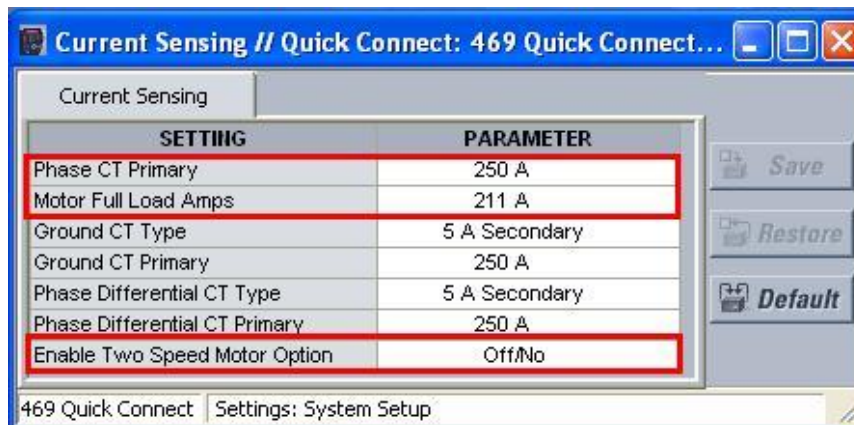 Current Sensing // Quick Connect: 469 Quick Connect...
Current Sensing
SETTING PARAMETER
Phase CT Primary 250 A
Motor Full Load Amps 211 A
Ground CT Type 5 A Secondary
Ground CT Primary 250 A
Phase Differential CT Type 5 A Secondary
Phase Differential CT Primary 250 A
Enable Two Speed Motor Option Off/No
Save
Restore
Default
469 Quick Connect Settings: System Setup